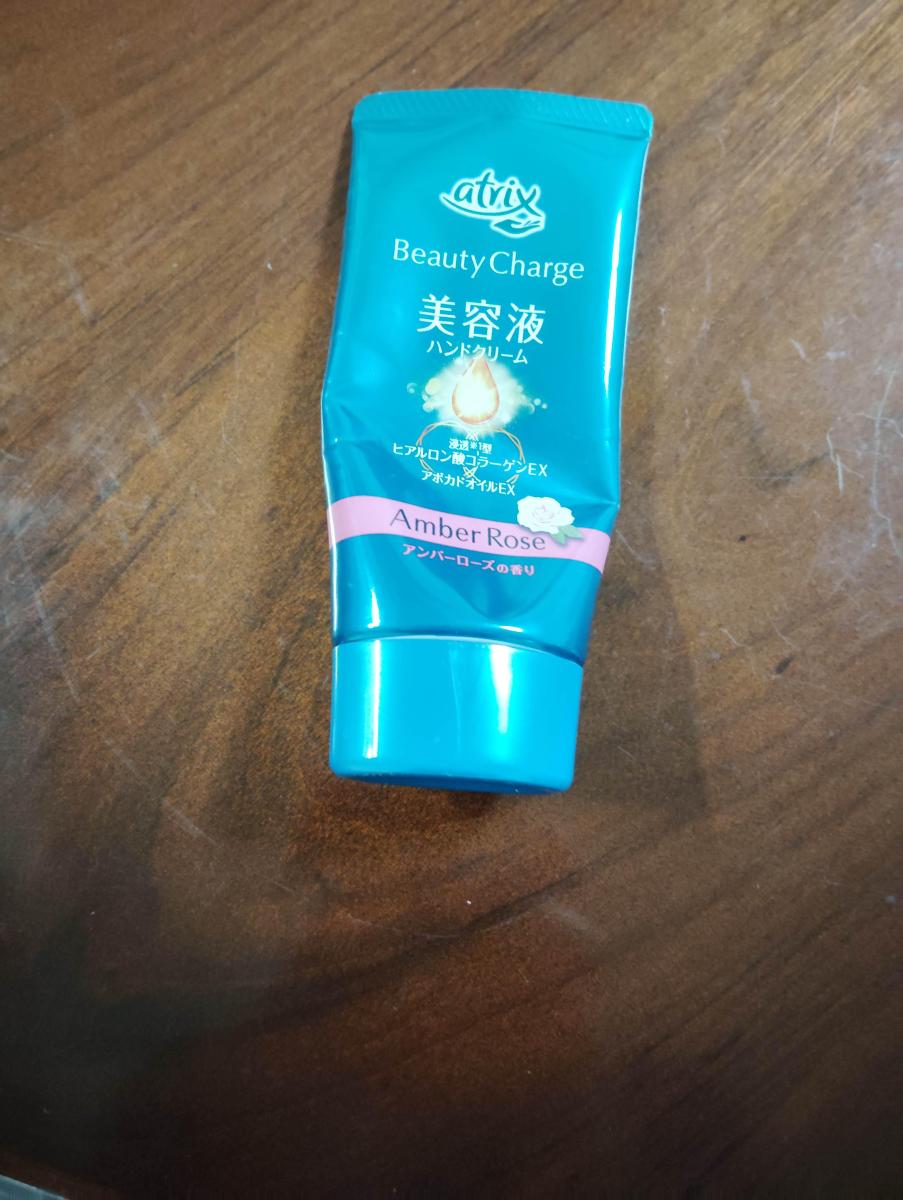 atrix
Beauty Charge
美容液
ハンドクリーム
浸透※1型
ヒアルロン酸コラーゲンEX
アボカドオイルEX
Amber Rose
アンバーローズの香り